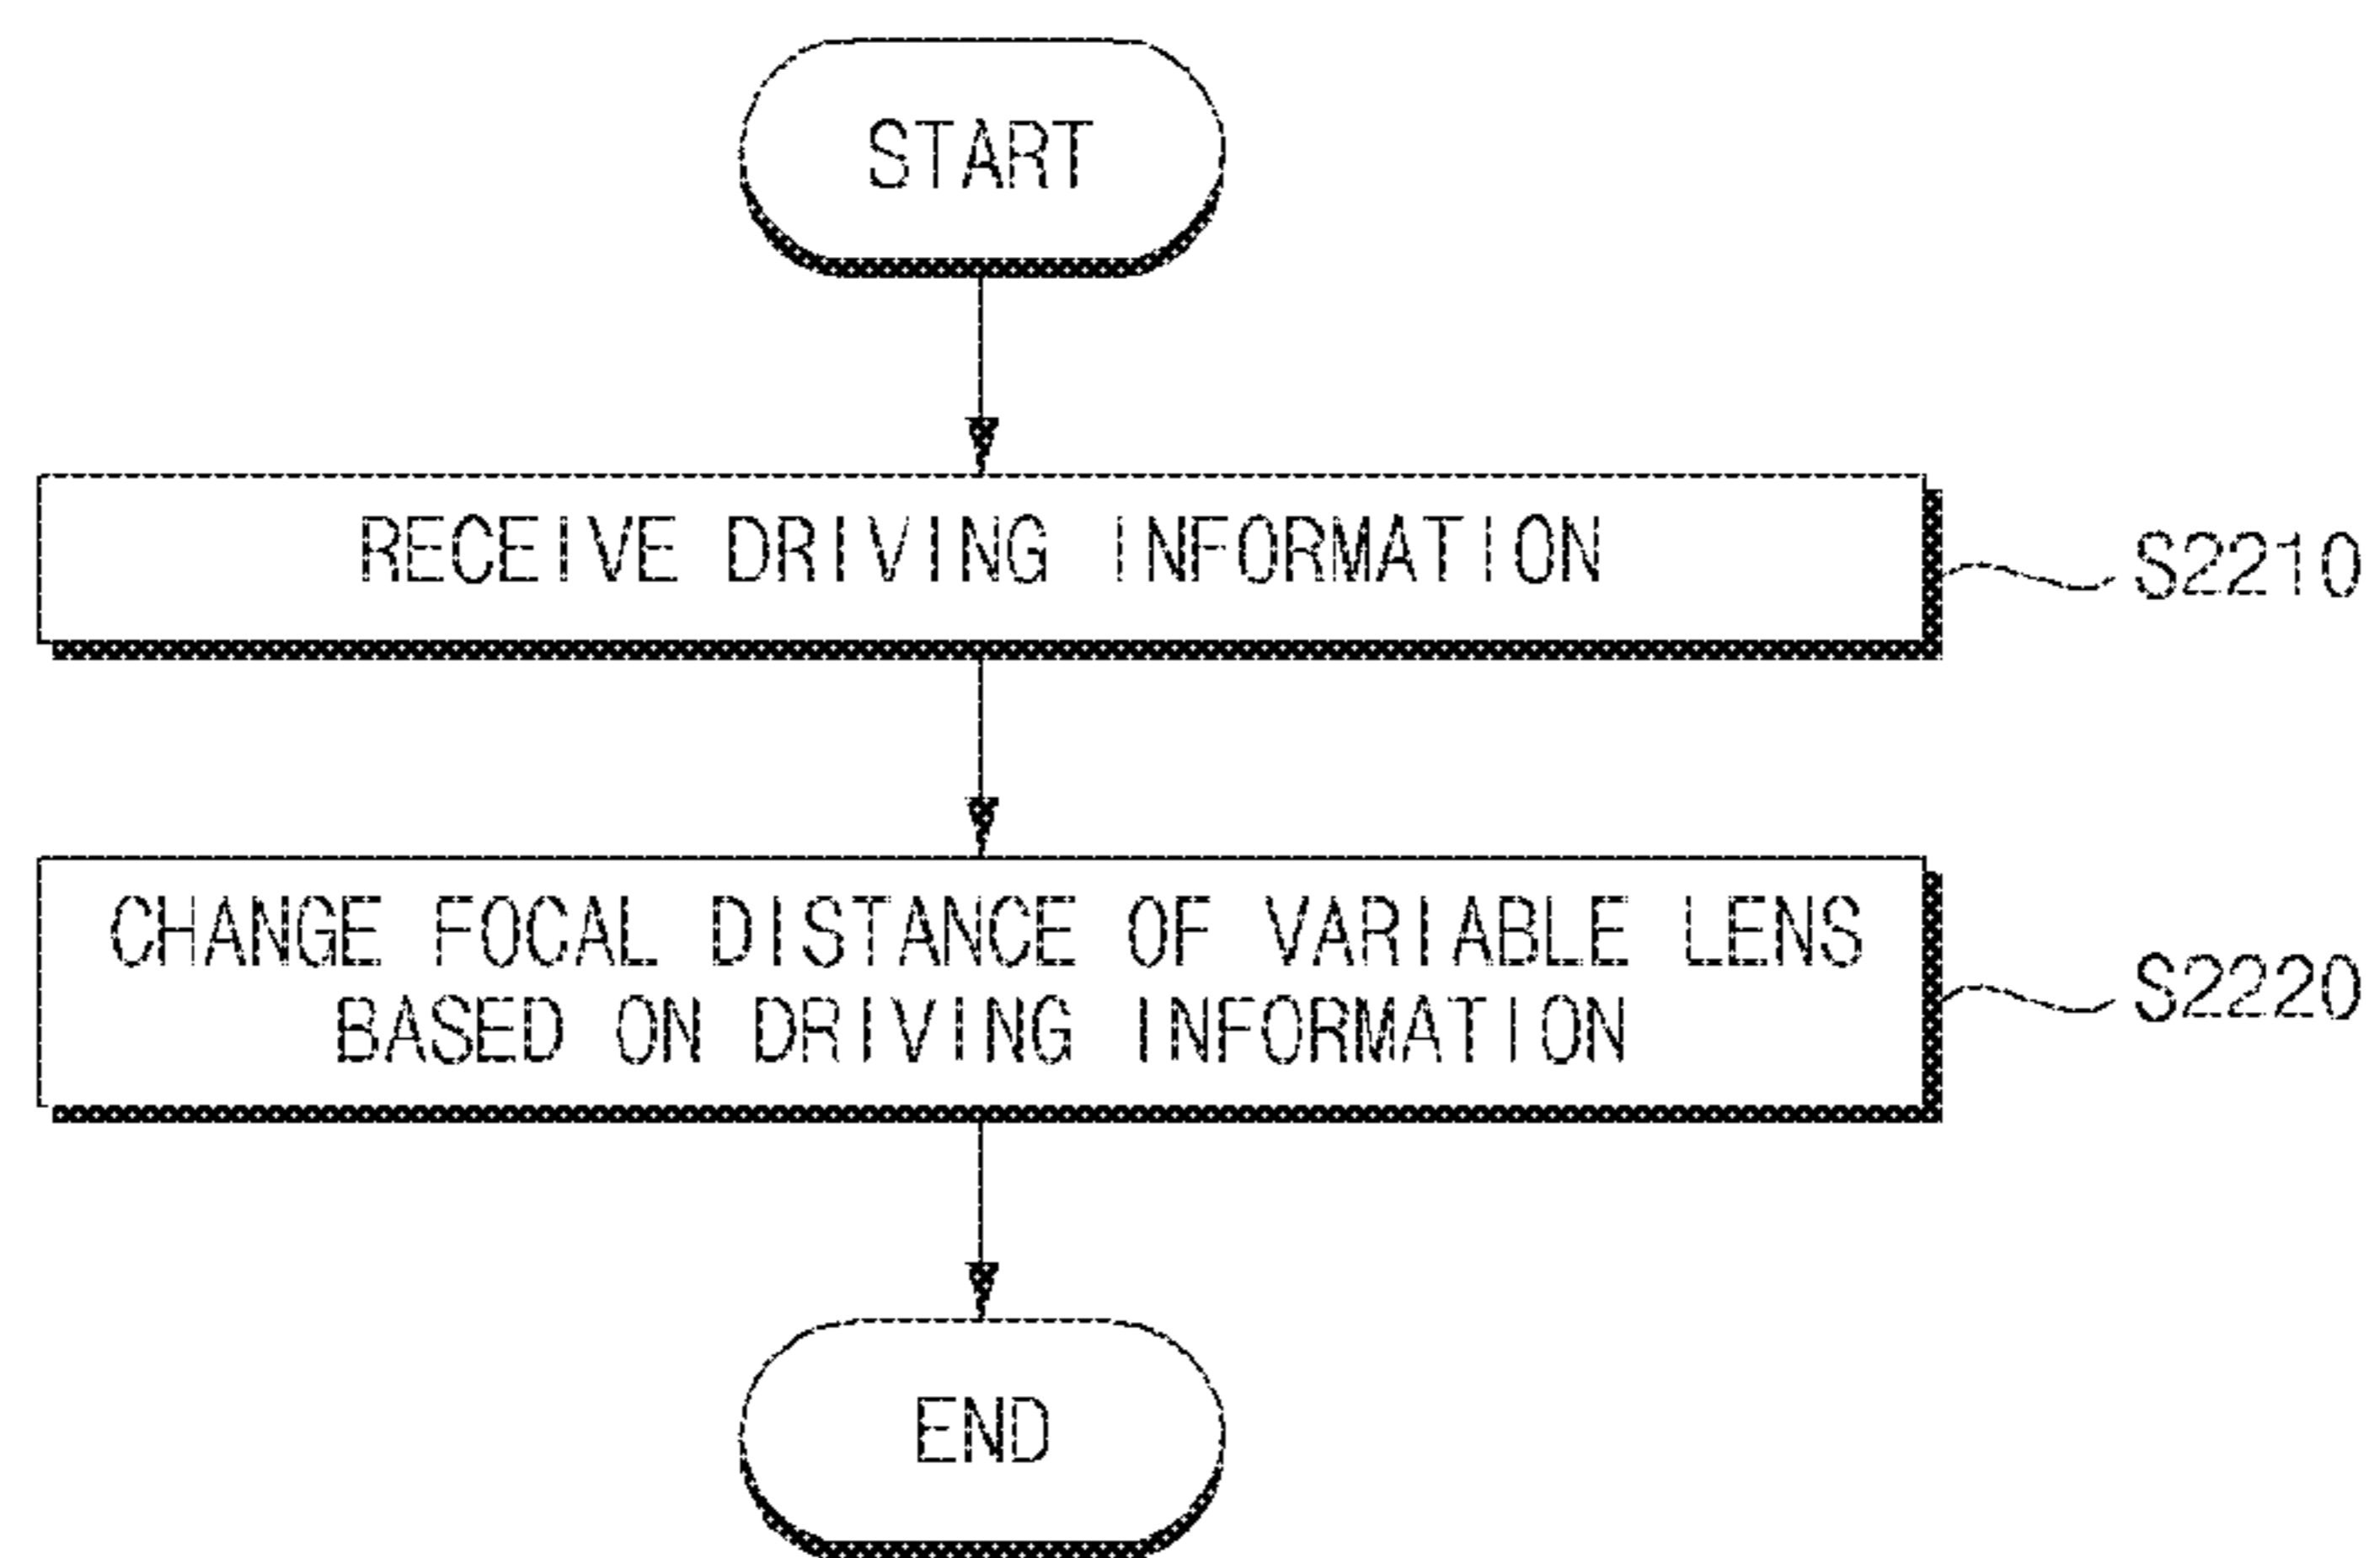 START
RECEIVE DRIVING INFORMATION
S2210
CHANGE FOCAL DISTANCE OF VARIABLE LENS
BASED ON DRIVING INFORMATION
S2220
END